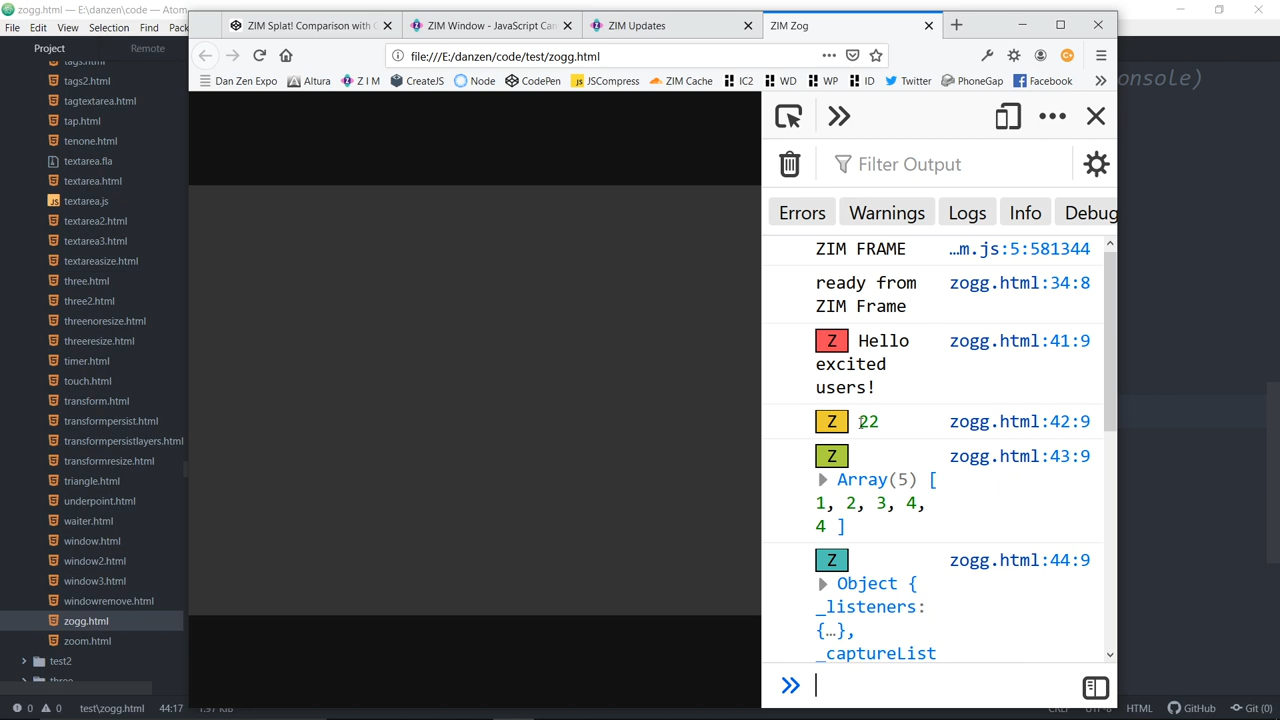 zogg.html — E:\danzen\code — Atom
File Edit View Selection Find Pack
Project Remote
tags.html
tags2.html
tagtextarea.html
tap.html
tenone.html
textarea.fla
textarea.html
textarea.js
textarea2.html
textarea3.html
textareasize.html
three.html
three2.html
threenoresize.html
threeresize.html
timer.html
touch.html
transform.html
transformpersist.html
transformpersistlayers.html
transformresize.html
triangle.html
underpoint.html
waiter.html
window.html
window2.html
window3.html
windowremove.html
zogg.html
zoom.html
test2
three
0 0 test\zogg.html 44:17 1.97 KiB
ZIM Splat! Comparison with C
ZIM Window - JavaScript Can
ZIM Updates
ZIM Zog
file:///E:/danzen/code/test/zogg.html
Dan Zen Expo Altura Z I M CreateJS Node CodePen JSCompress ZIM Cache IC2 WD WP ID Twitter PhoneGap Facebook
onsole)
Filter Output
Errors Warnings Logs Info Debug
ZIM FRAME …m.js:5:581344
ready from zogg.html:34:8
ZIM Frame
Z Hello zogg.html:41:9
excited
users!
Z 22 zogg.html:42:9
Z zogg.html:43:9
Array(5) [
1, 2, 3, 4,
4 ]
Z zogg.html:44:9
Object {
_listeners:
{…},
_captureList
CRLF UTF-8 HTML GitHub Git (0)